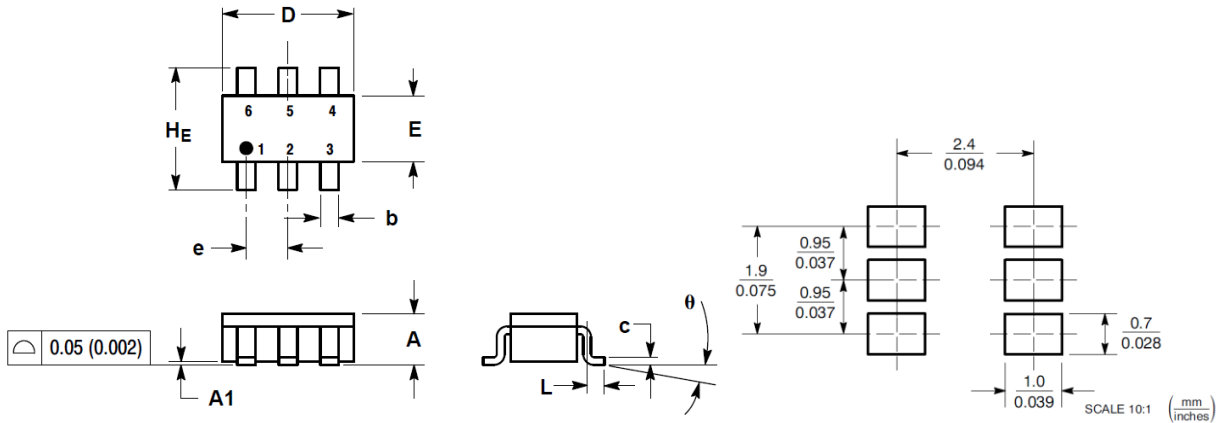 D
6 5 4
HE
E
1 2 3
b
e
0.05 (0.002)
A
A1
c
θ
L
2.4
0.094
0.95
0.037
1.9
0.075
0.95
0.037
0.7
0.028
1.0
0.039
SCALE 10:1 (mm/inches)